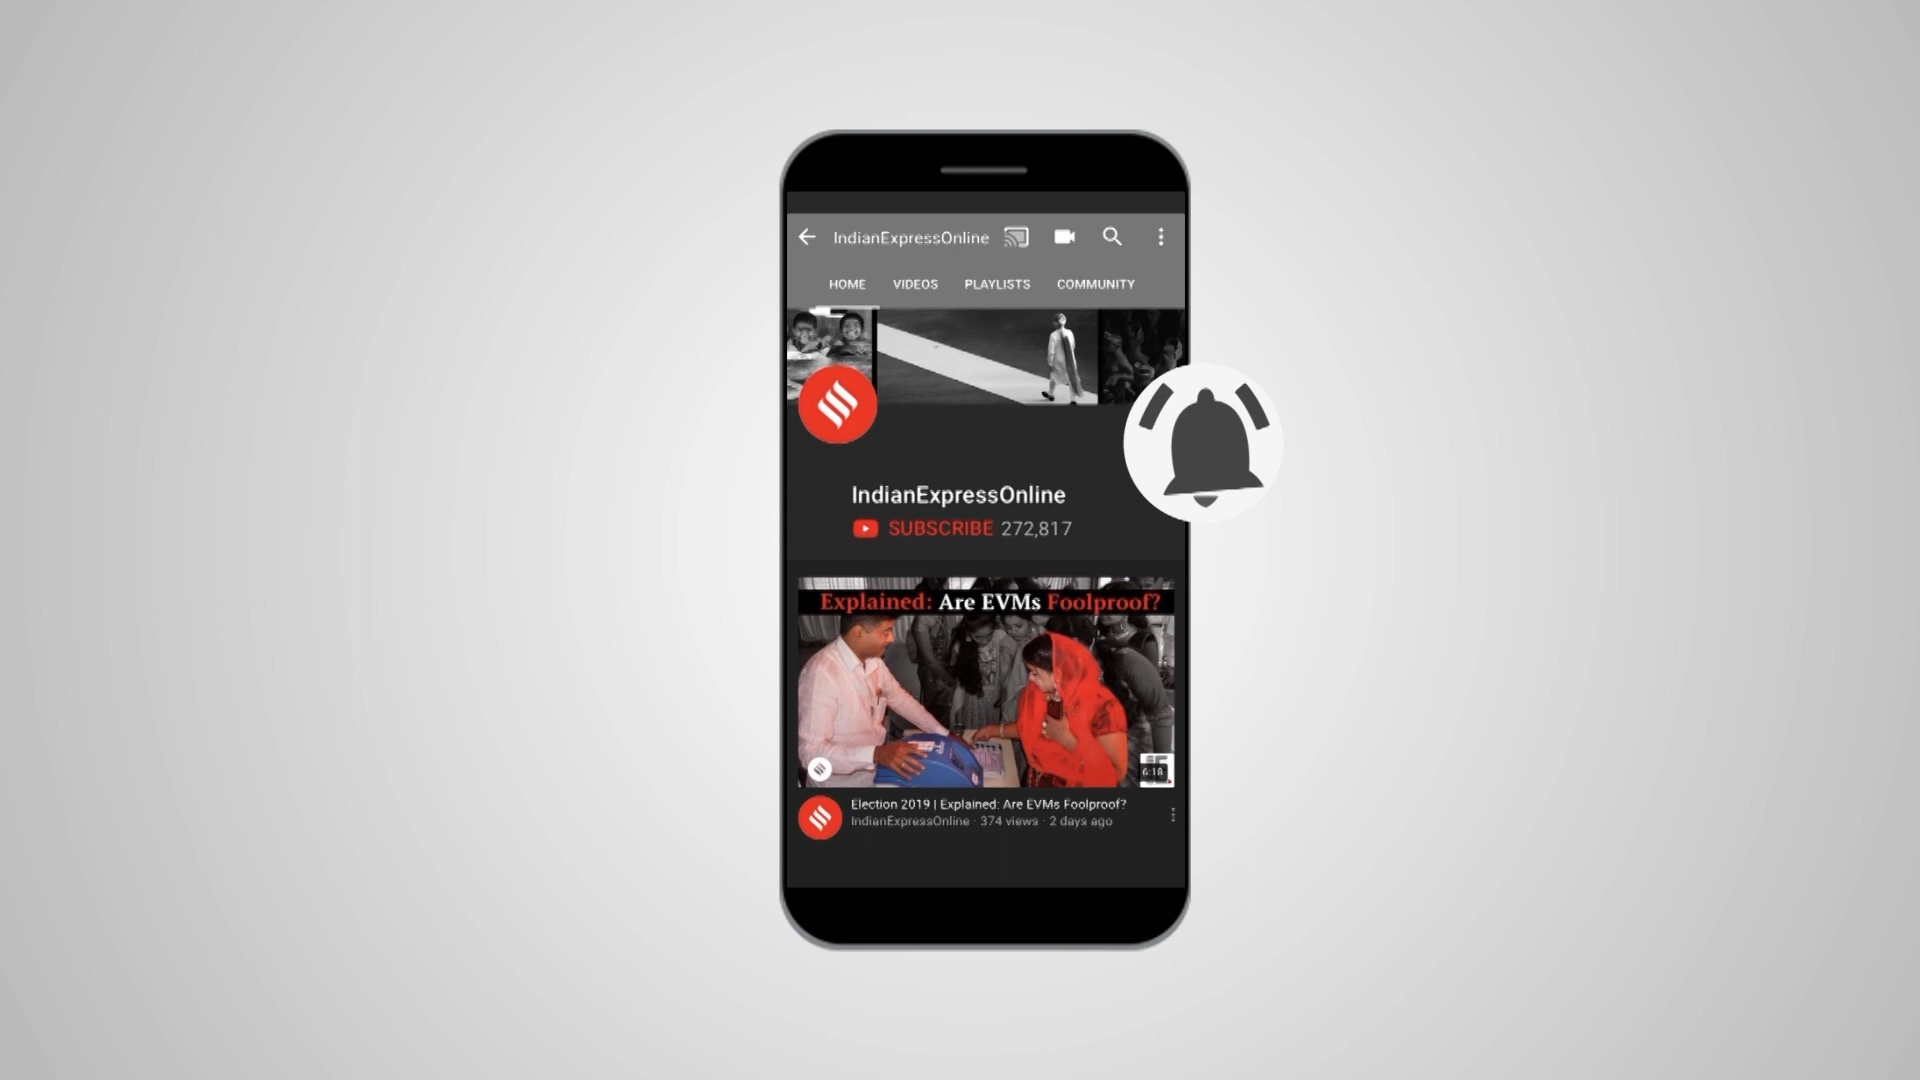 IndianExpressOnline
HOME VIDEOS PLAYLISTS COMMUNITY
IndianExpressOnline
SUBSCRIBE 272,817
Explained: Are EVMs Foolproof?
6:18
Election 2019 | Explained: Are EVMs Foolproof?
IndianExpressOnline · 374 views · 2 days ago